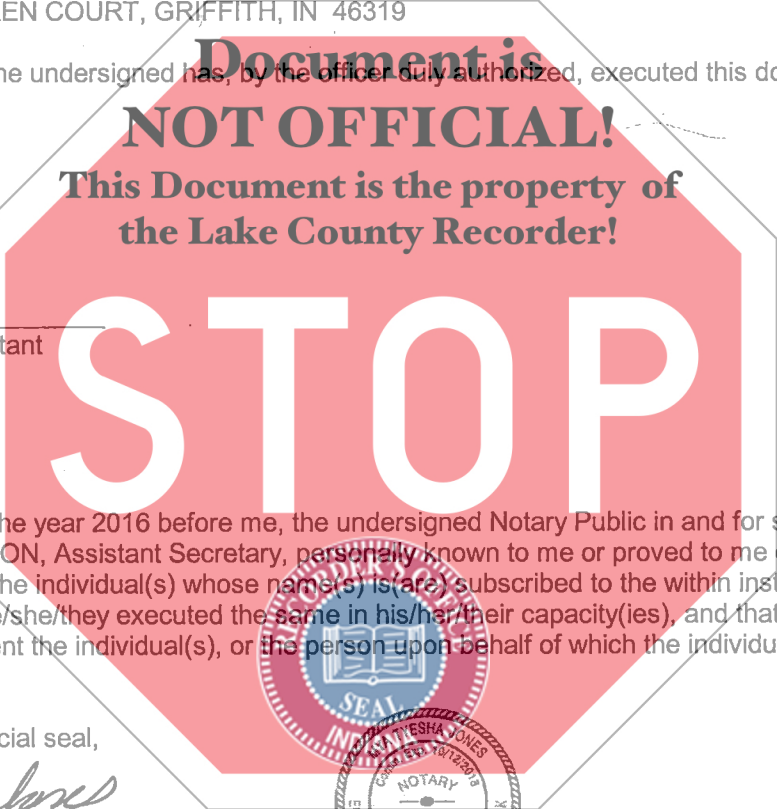 EN COURT, GRIFFITH, IN 46319
Document is
he undersigned has, by the officer duly authorized, executed this do
NOT OFFICIAL!
This Document is the property of
the Lake County Recorder!
tant
STOP
he year 2016 before me, the undersigned Notary Public in and for s
ON, Assistant Secretary, personally known to me or proved to me
he individual(s) whose name(s) is(are) subscribed to the within inst
/she/they executed the same in his/her/their capacity(ies), and that
nt the individual(s), or the person upon behalf of which the individu
RECORDER'S OFFICE
SEAL
cial seal,
JONES
NOTARY